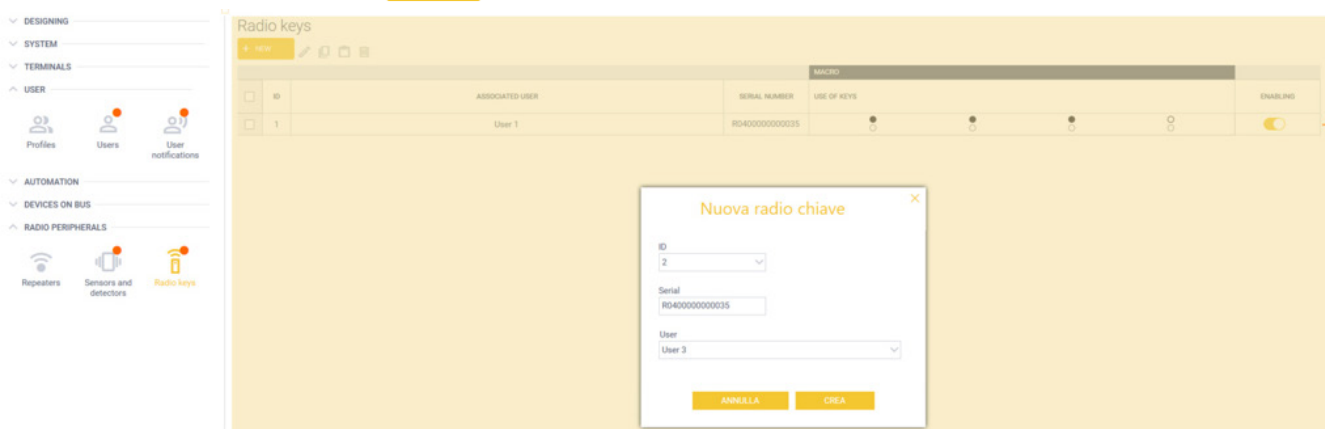 DESIGNING
SYSTEM
TERMINALS
USER
Profiles
Users
User
notifications
AUTOMATION
DEVICES ON BUS
RADIO PERIPHERALS
Repeaters
Sensors and
detectors
Radio keys
Radio keys
+ NEW
MACRO
ID ASSOCIATED USER SERIAL NUMBER USE OF KEYS ENABLING
1 User 1 R0400000000035
Nuova radio chiave
ID
2
Serial
R0400000000035
User
User 3
ANNULLA CREA